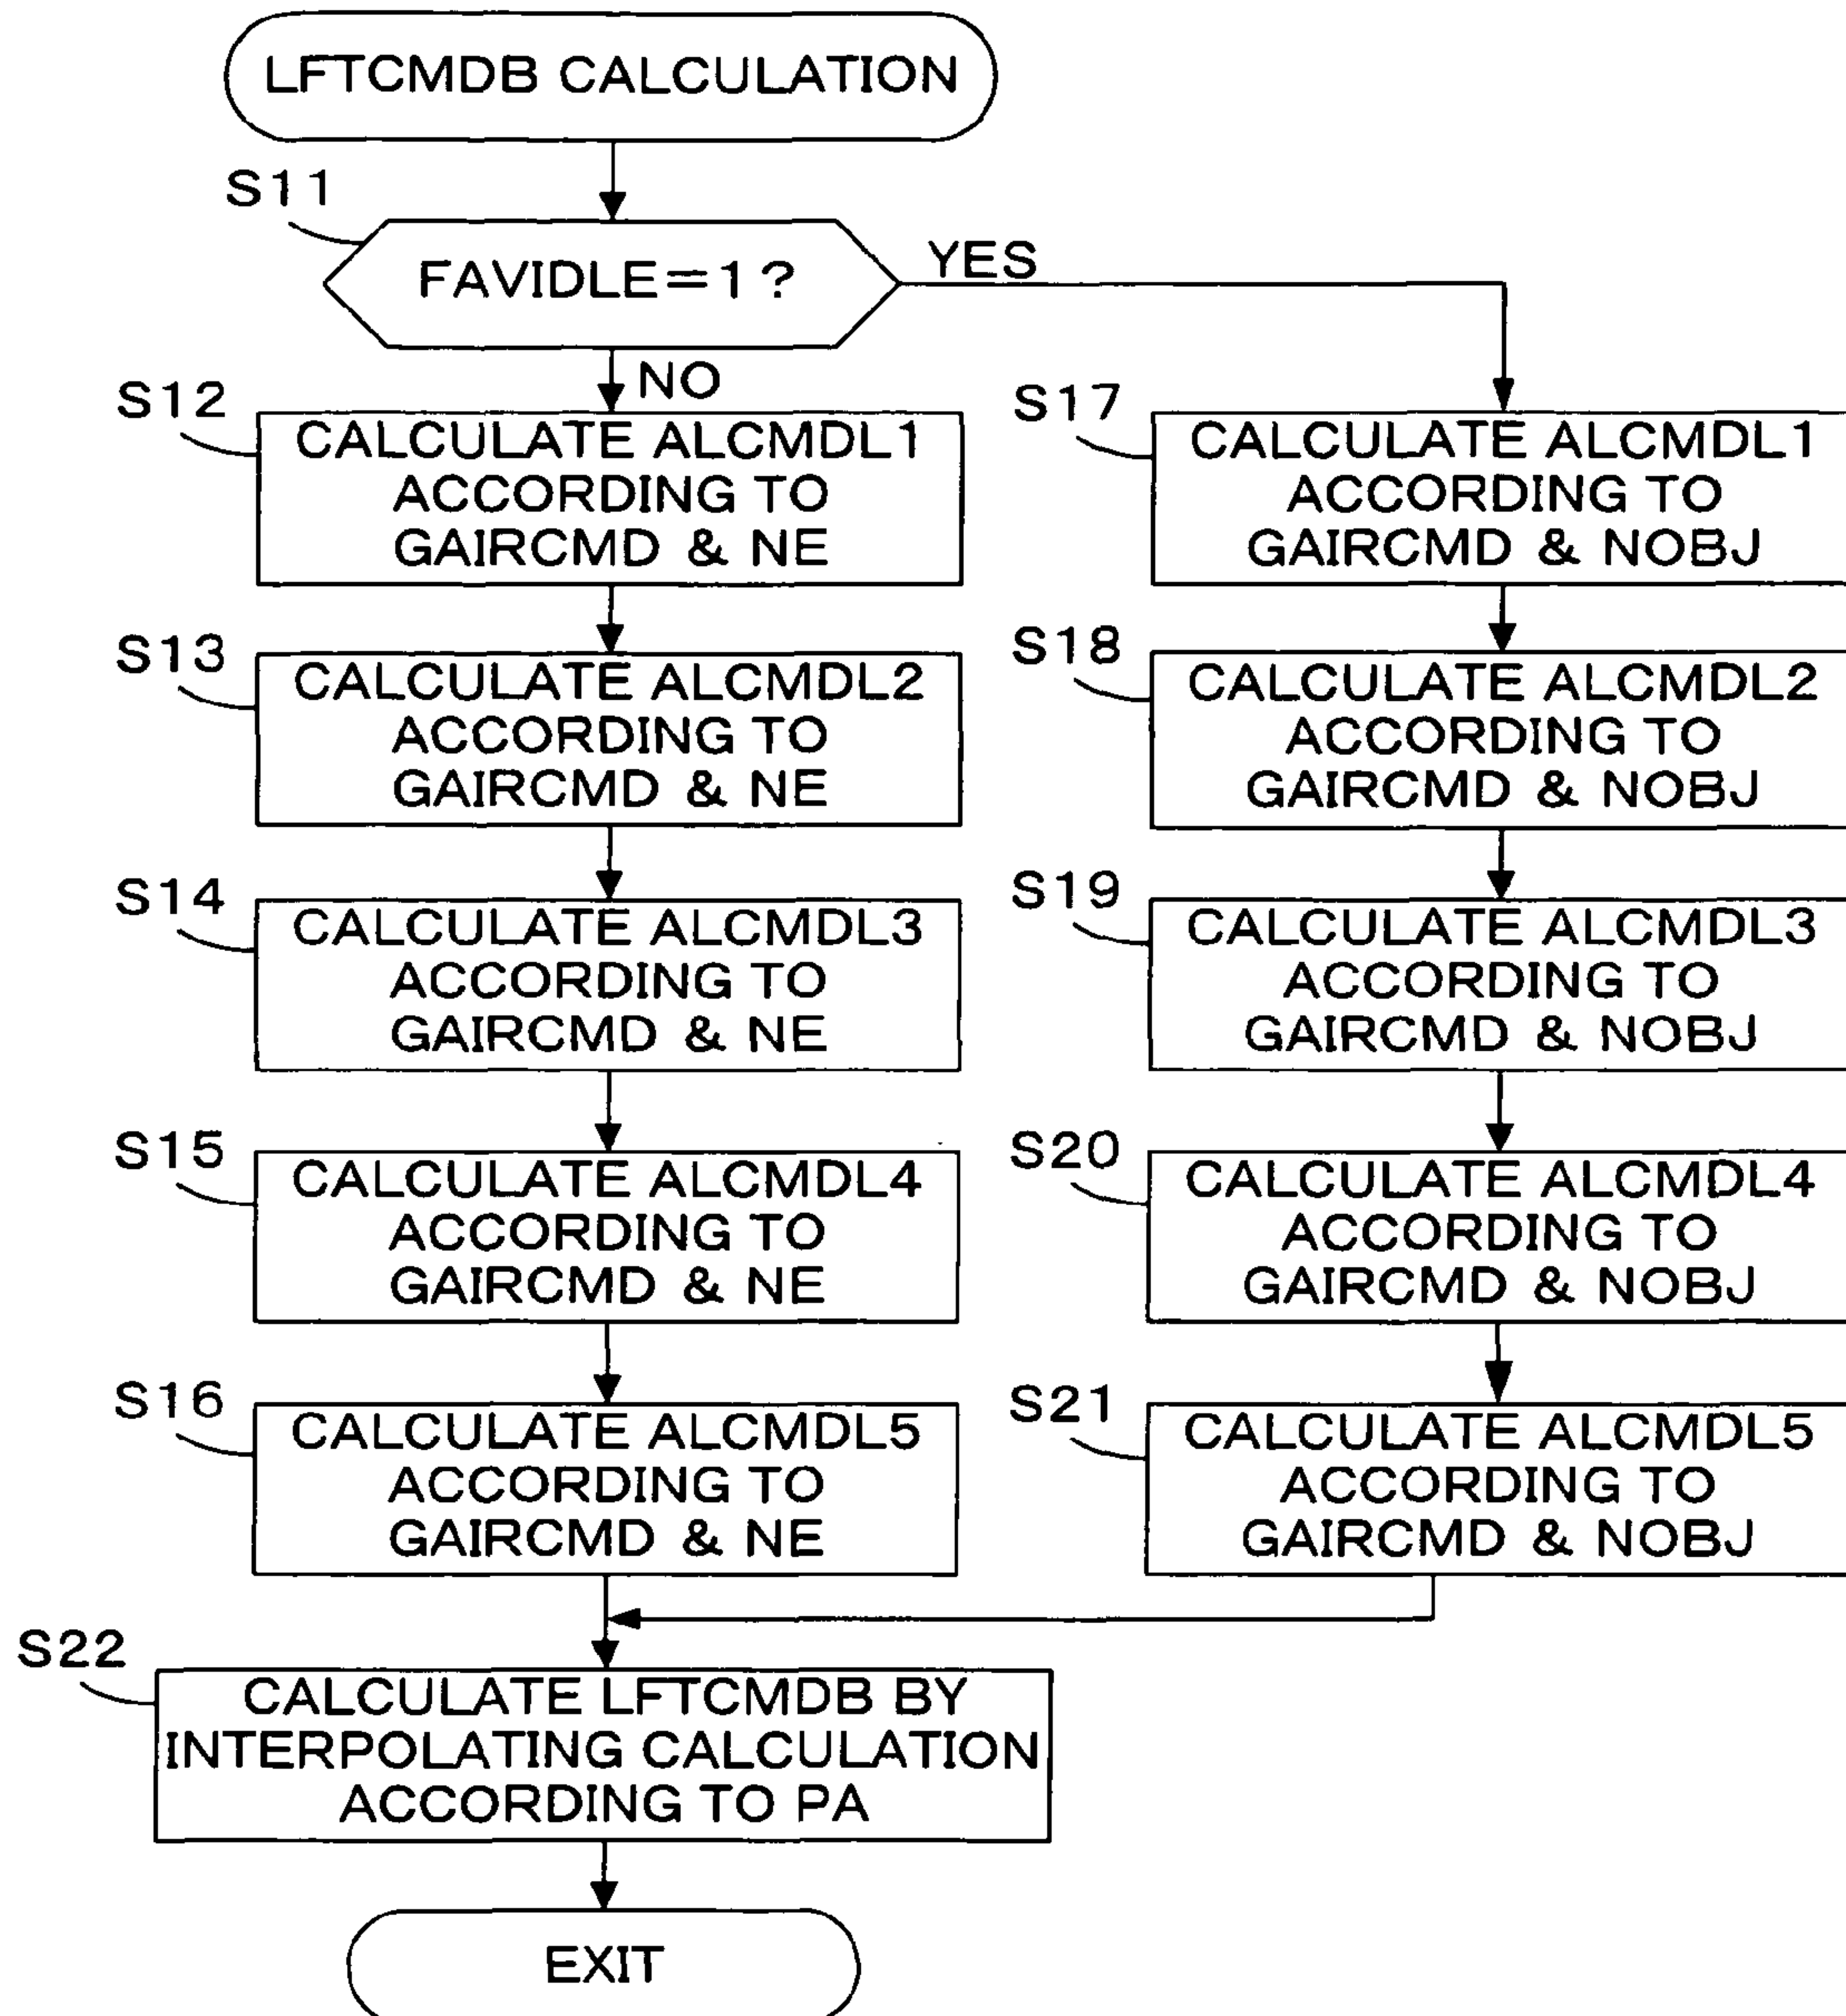 LFTCMDB CALCULATION
S11
FAVIDLE=1?
YES
NO
S12
CALCULATE ALCMDL1
ACCORDING TO
GAIRCMD & NE
S13
CALCULATE ALCMDL2
ACCORDING TO
GAIRCMD & NE
S14
CALCULATE ALCMDL3
ACCORDING TO
GAIRCMD & NE
S15
CALCULATE ALCMDL4
ACCORDING TO
GAIRCMD & NE
S16
CALCULATE ALCMDL5
ACCORDING TO
GAIRCMD & NE
S17
CALCULATE ALCMDL1
ACCORDING TO
GAIRCMD & NOBJ
S18
CALCULATE ALCMDL2
ACCORDING TO
GAIRCMD & NOBJ
S19
CALCULATE ALCMDL3
ACCORDING TO
GAIRCMD & NOBJ
S20
CALCULATE ALCMDL4
ACCORDING TO
GAIRCMD & NOBJ
S21
CALCULATE ALCMDL5
ACCORDING TO
GAIRCMD & NOBJ
S22
CALCULATE LFTCMDB BY
INTERPOLATING CALCULATION
ACCORDING TO PA
EXIT